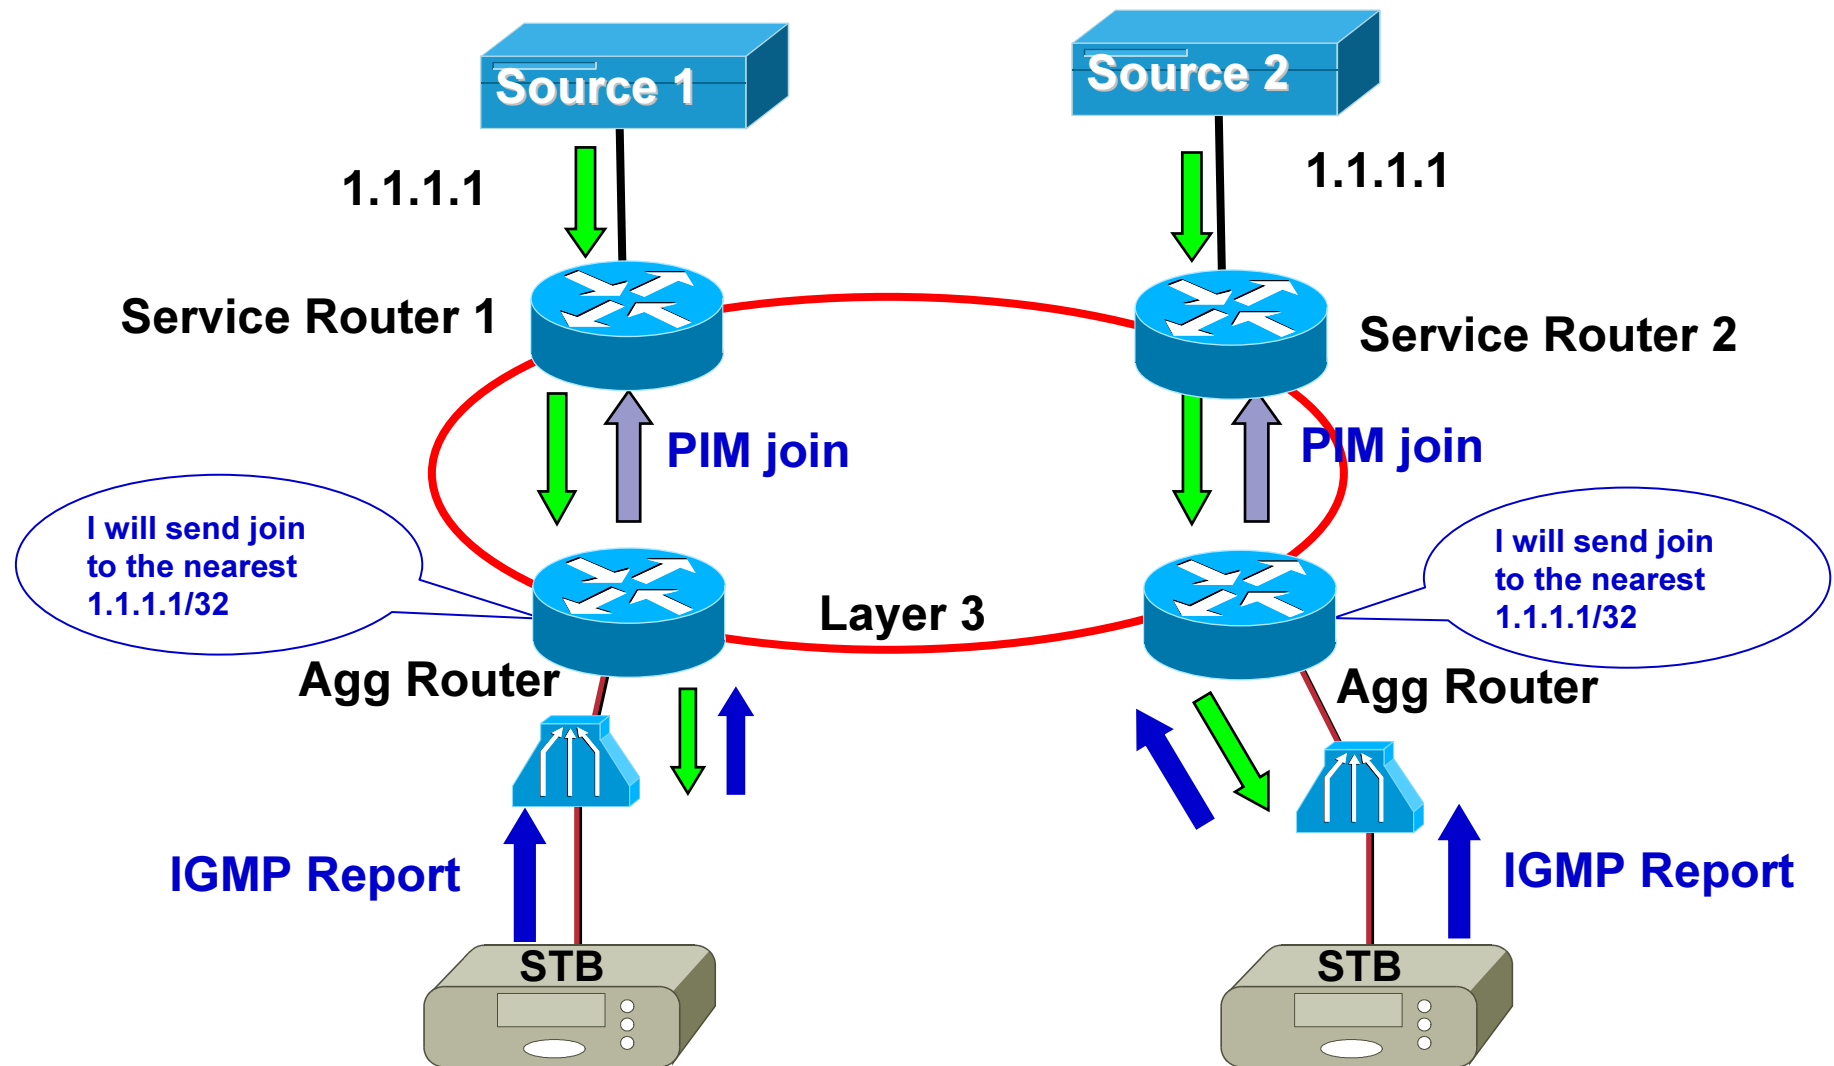 Source 1
Source 2
1.1.1.1
1.1.1.1
Service Router 1
Service Router 2
PIM join
PIM join
I will send join
to the nearest
1.1.1.1/32
I will send join
to the nearest
1.1.1.1/32
Layer 3
Agg Router
Agg Router
IGMP Report
IGMP Report
STB
STB